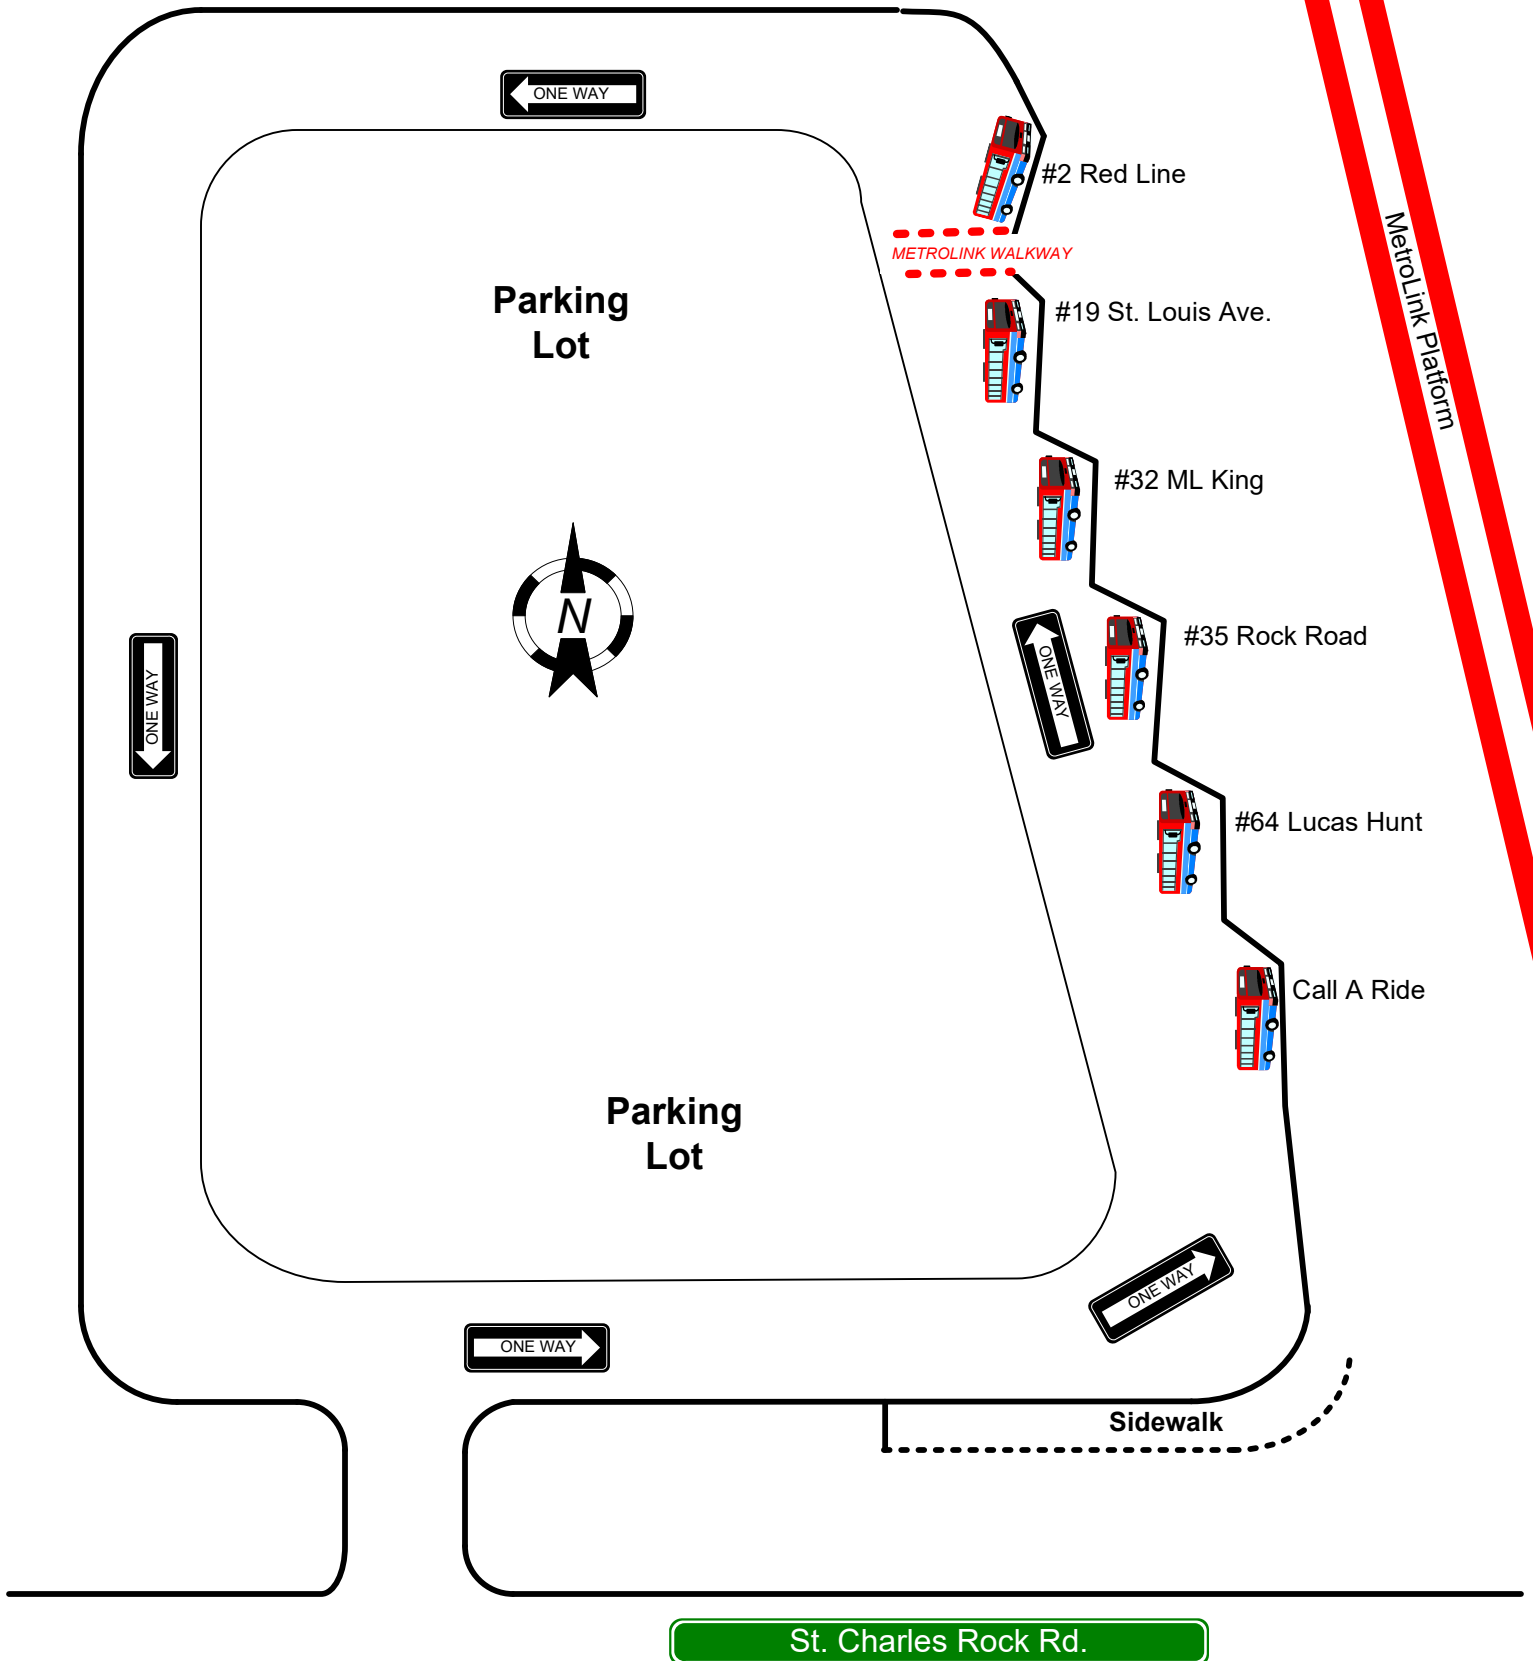 ONE WAY
#2 Red Line
METROLINK WALKWAY
MetroLink Platform
Parking
Lot
#19 St. Louis Ave.
#32 ML King
N
#35 Rock Road
ONE WAY
ONE WAY
#64 Lucas Hunt
Call A Ride
Parking
Lot
ONE WAY
ONE WAY
Sidewalk
St. Charles Rock Rd.